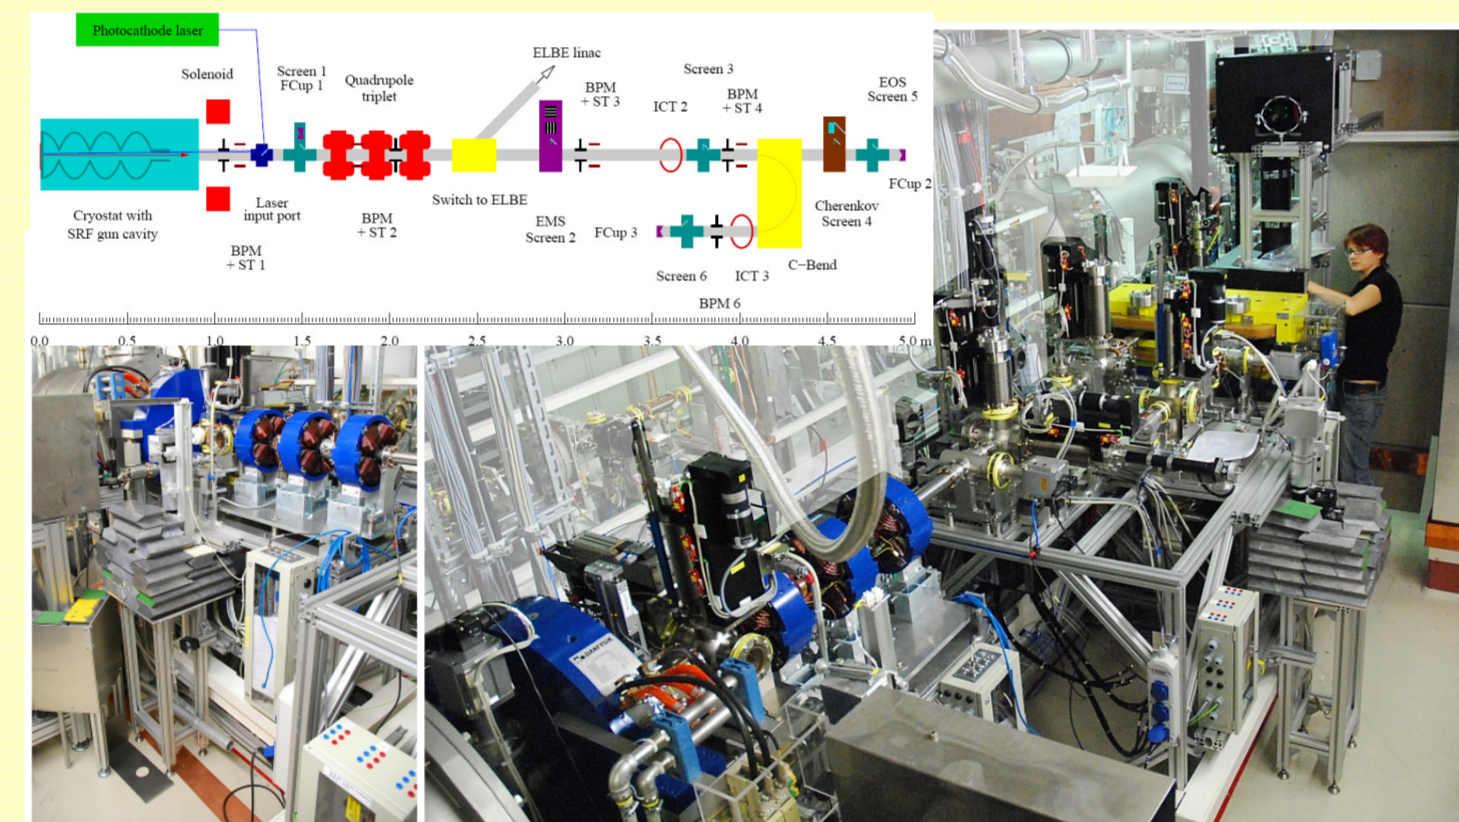 Photocathode laser
ELBE linac
Solenoid
Screen 1
FCup 1
Quadrupole
triplet
BPM
+ ST 3
Screen 3
ICT 2
BPM
+ ST 4
EOS
Screen 5
Cryostat with
SRF gun cavity
Laser
input port
BPM
+ ST 1
BPM
+ ST 2
Switch to ELBE
EMS
Screen 2
FCup 3
Screen 6
ICT 3
BPM 6
C−Bend
Cherenkov
Screen 4
FCup 2
0.0 0.5 1.0 1.5 2.0 2.5 3.0 3.5 4.0 4.5 5.0 m
DANFYSIK